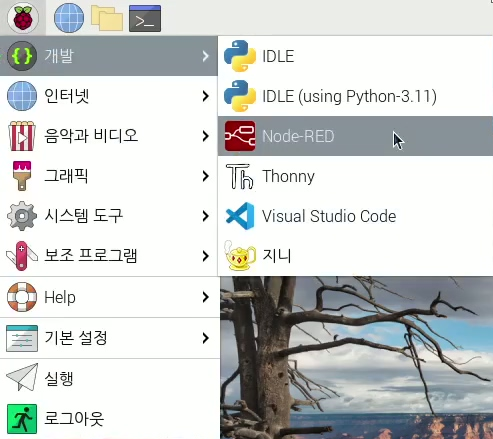 개발
인터넷
음악과 비디오
그래픽
시스템 도구
보조 프로그램
Help
기본 설정
실행
로그아웃
IDLE
IDLE (using Python-3.11)
Node-RED
Thonny
Visual Studio Code
지니